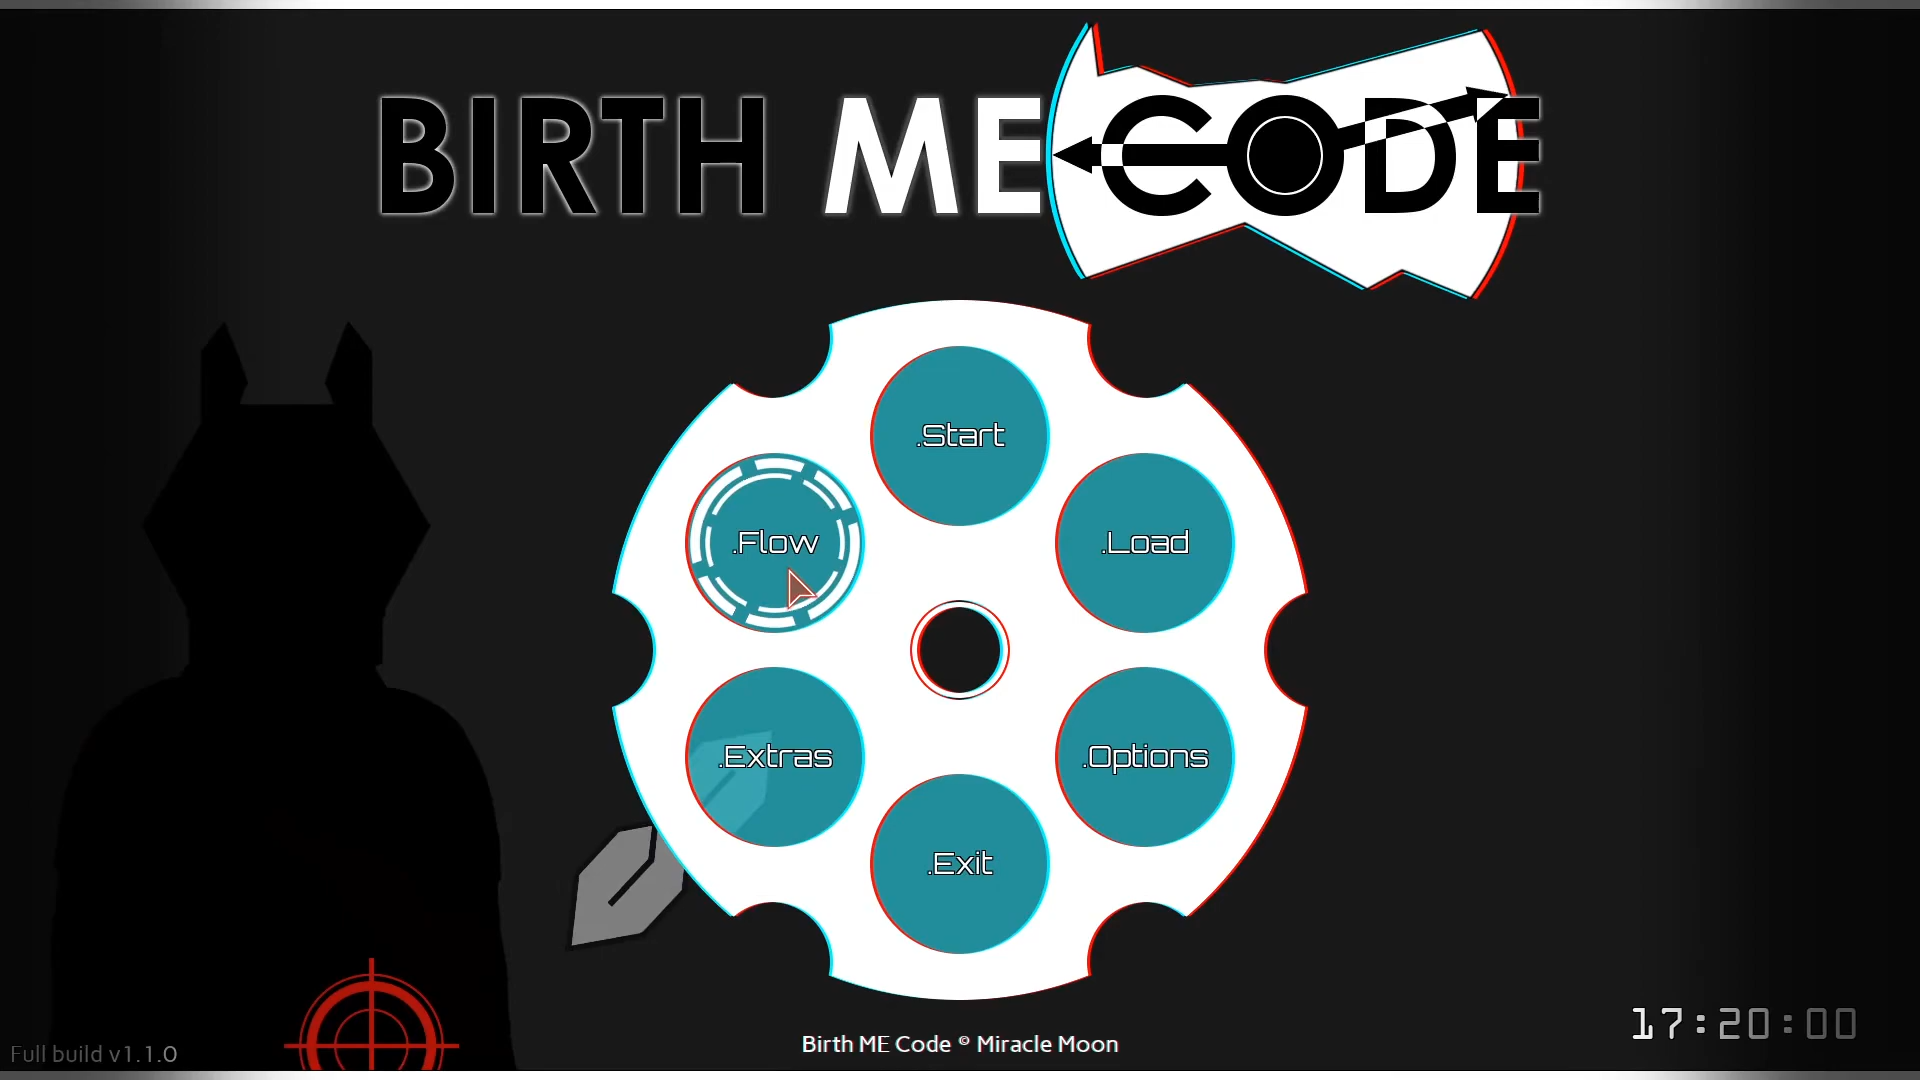 BIRTH ME CODE
.Start
.Flow
.Load
.Extras
.Options
.Exit
17:20:00
Birth ME Code © Miracle Moon
Full build v1.1.0